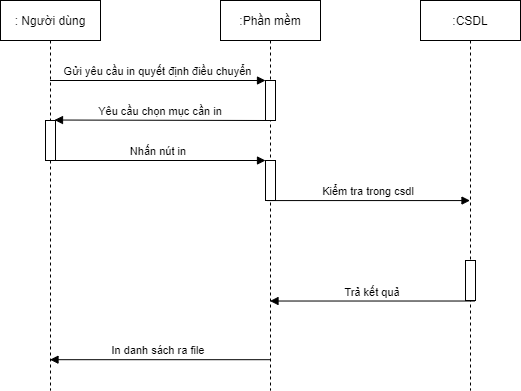 : Người dùng
:Phần mềm
:CSDL
Gửi yêu cầu in quyết định điều chuyển
Yêu cầu chọn mục cần in
Nhấn nút in
Kiểm tra trong csdl
Trả kết quả
In danh sách ra file